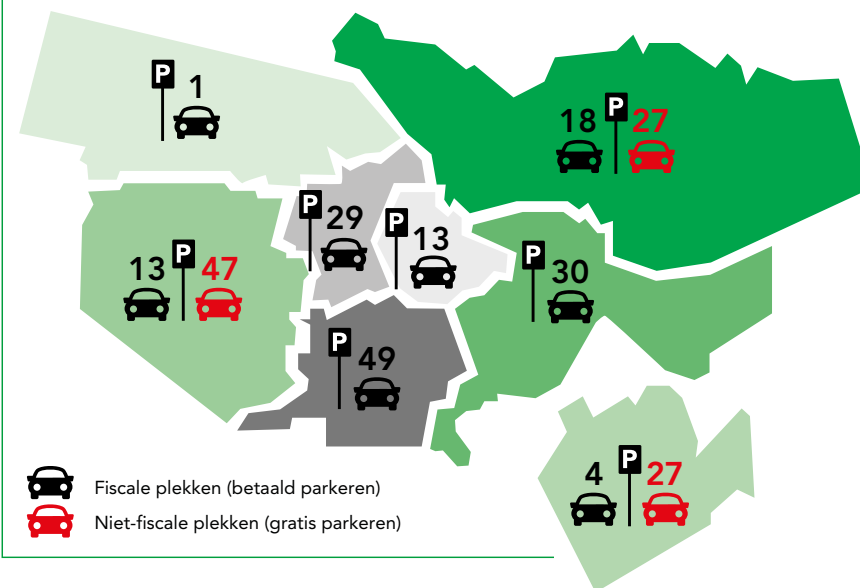 P 1
18 P 27
P 29
P 13
13 P 47
P 30
P 49
4 P 27
Fiscale plekken (betaald parkeren)
Niet-fiscale plekken (gratis parkeren)